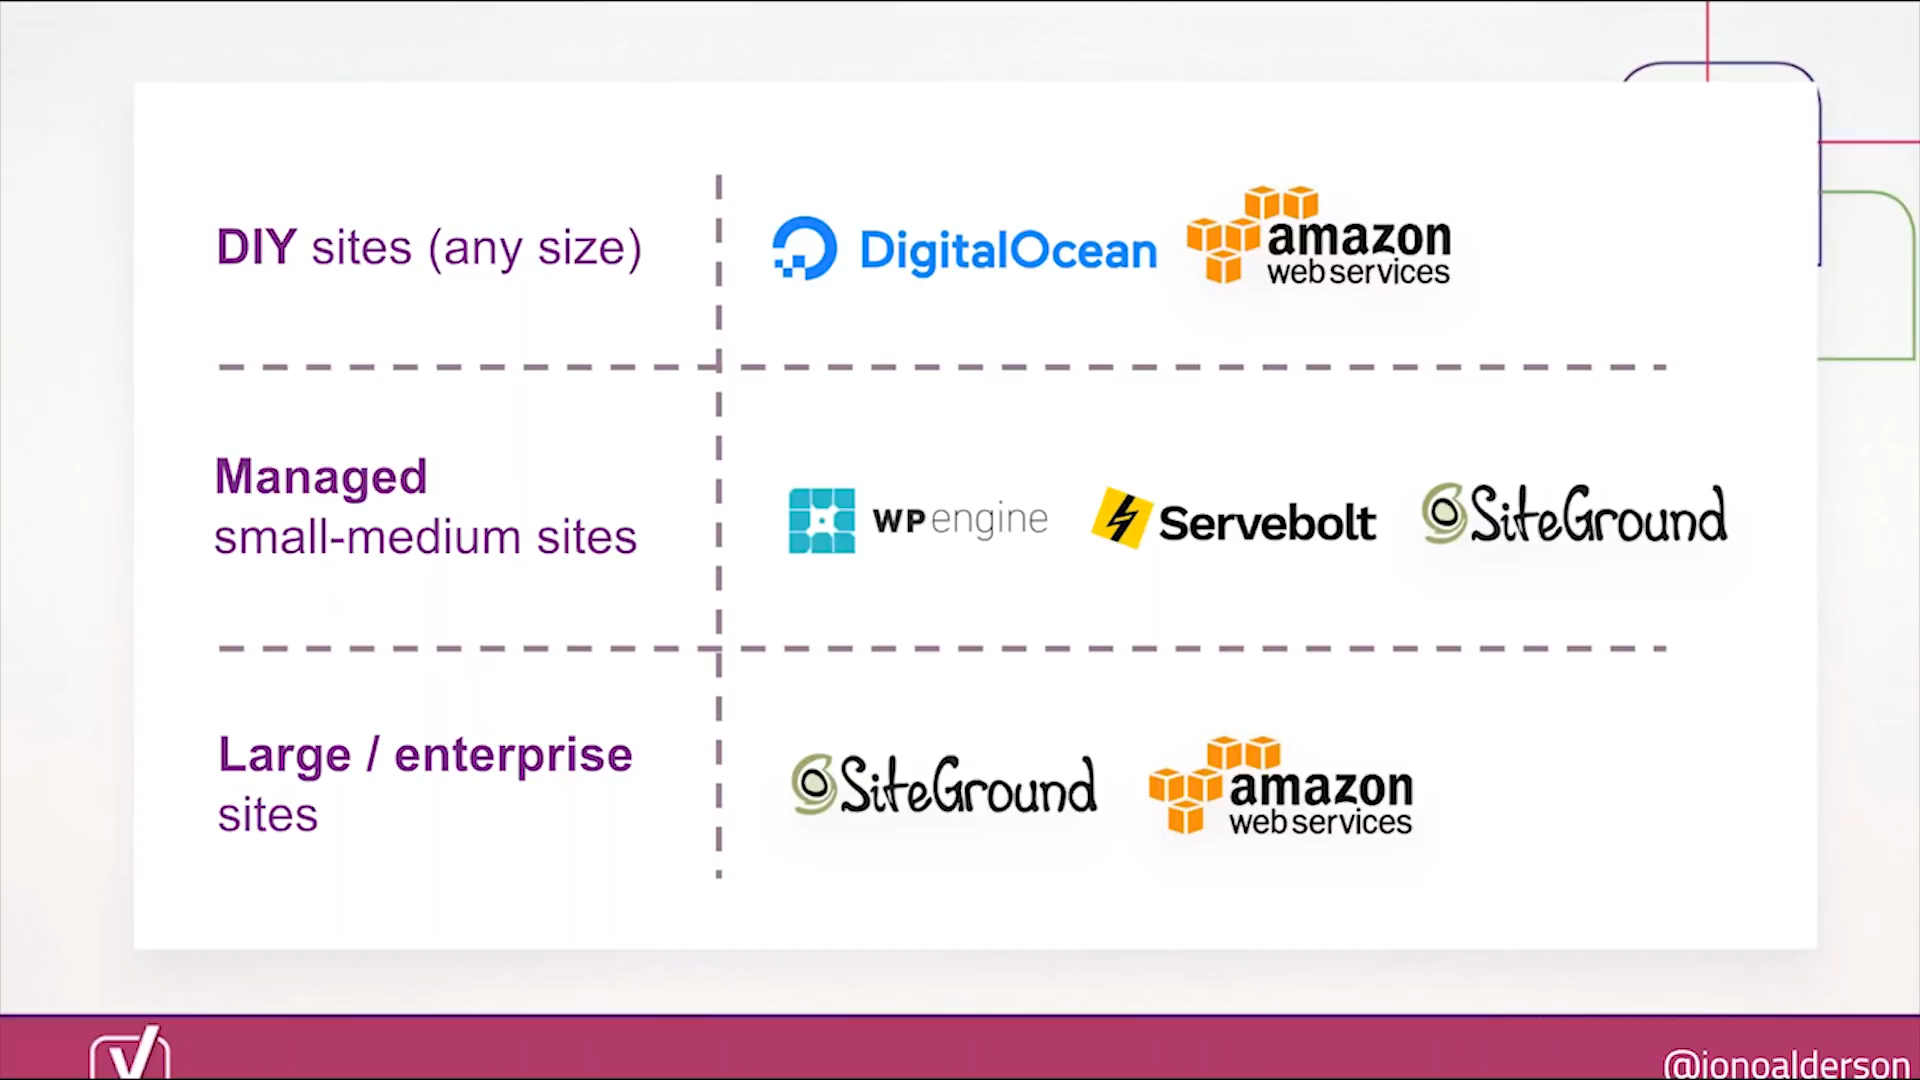 DIY sites (any size)
DigitalOcean
amazon
web services
Managed
small-medium sites
WP engine
Servebolt
SiteGround
Large / enterprise
sites
SiteGround
amazon
web services
@jonoalderson